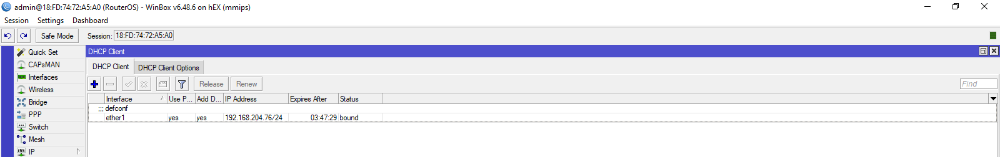 admin@18:FD:74:72:A5:A0 (RouterOS) - WinBox v6.48.6 on hEX (mmips)
Session Settings Dashboard
Safe Mode Session: 18:FD:74:72:A5:A0
Quick Set
CAPsMAN
Interfaces
Wireless
Bridge
PPP
Switch
Mesh
255 IP
DHCP Client
DHCP Client DHCP Client Options
Release Renew Find
Interface Use P... Add D... IP Address Expires After Status
;;; defconf
ether1 yes yes 192.168.204.76/24 03:47:29 bound